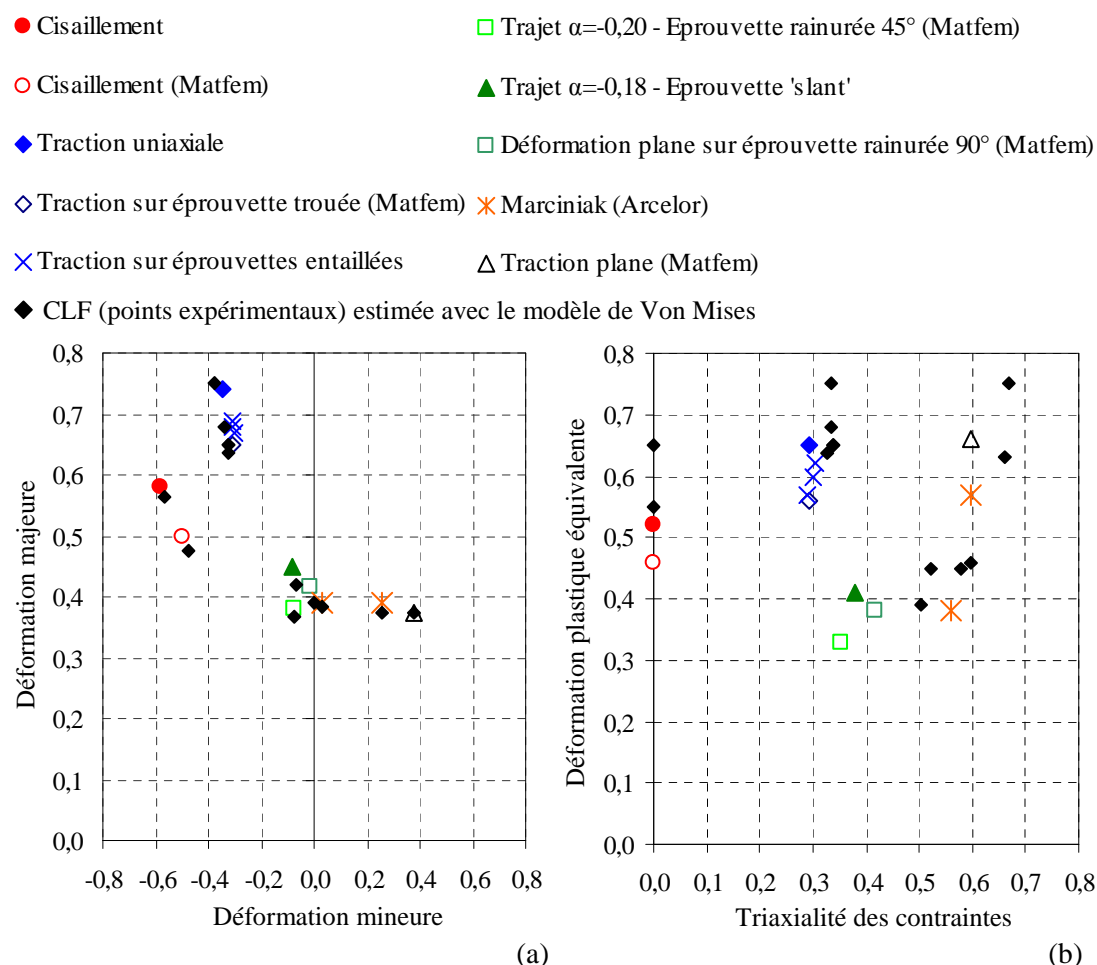 Cisaillement
Trajet α=-0,20 - Eprouvette rainurée 45° (Matfem)
Cisaillement (Matfem)
Trajet α=-0,18 - Eprouvette 'slant'
Traction uniaxiale
Déformation plane sur éprouvette rainurée 90° (Matfem)
Traction sur éprouvette trouée (Matfem)
Marciniak (Arcelor)
Traction sur éprouvettes entaillées
Traction plane (Matfem)
CLF (points expérimentaux) estimée avec le modèle de Von Mises
Déformation majeure
0,8
0,7
0,6
0,5
0,4
0,3
0,2
0,1
0,0
-0,8 -0,6 -0,4 -0,2 0,0 0,2 0,4 0,6 0,8
Déformation mineure
(a)
Déformation plastique équivalente
0,8
0,7
0,6
0,5
0,4
0,3
0,2
0,1
0,0
0,0 0,1 0,2 0,3 0,4 0,5 0,6 0,7 0,8
Triaxialité des contraintes
(b)